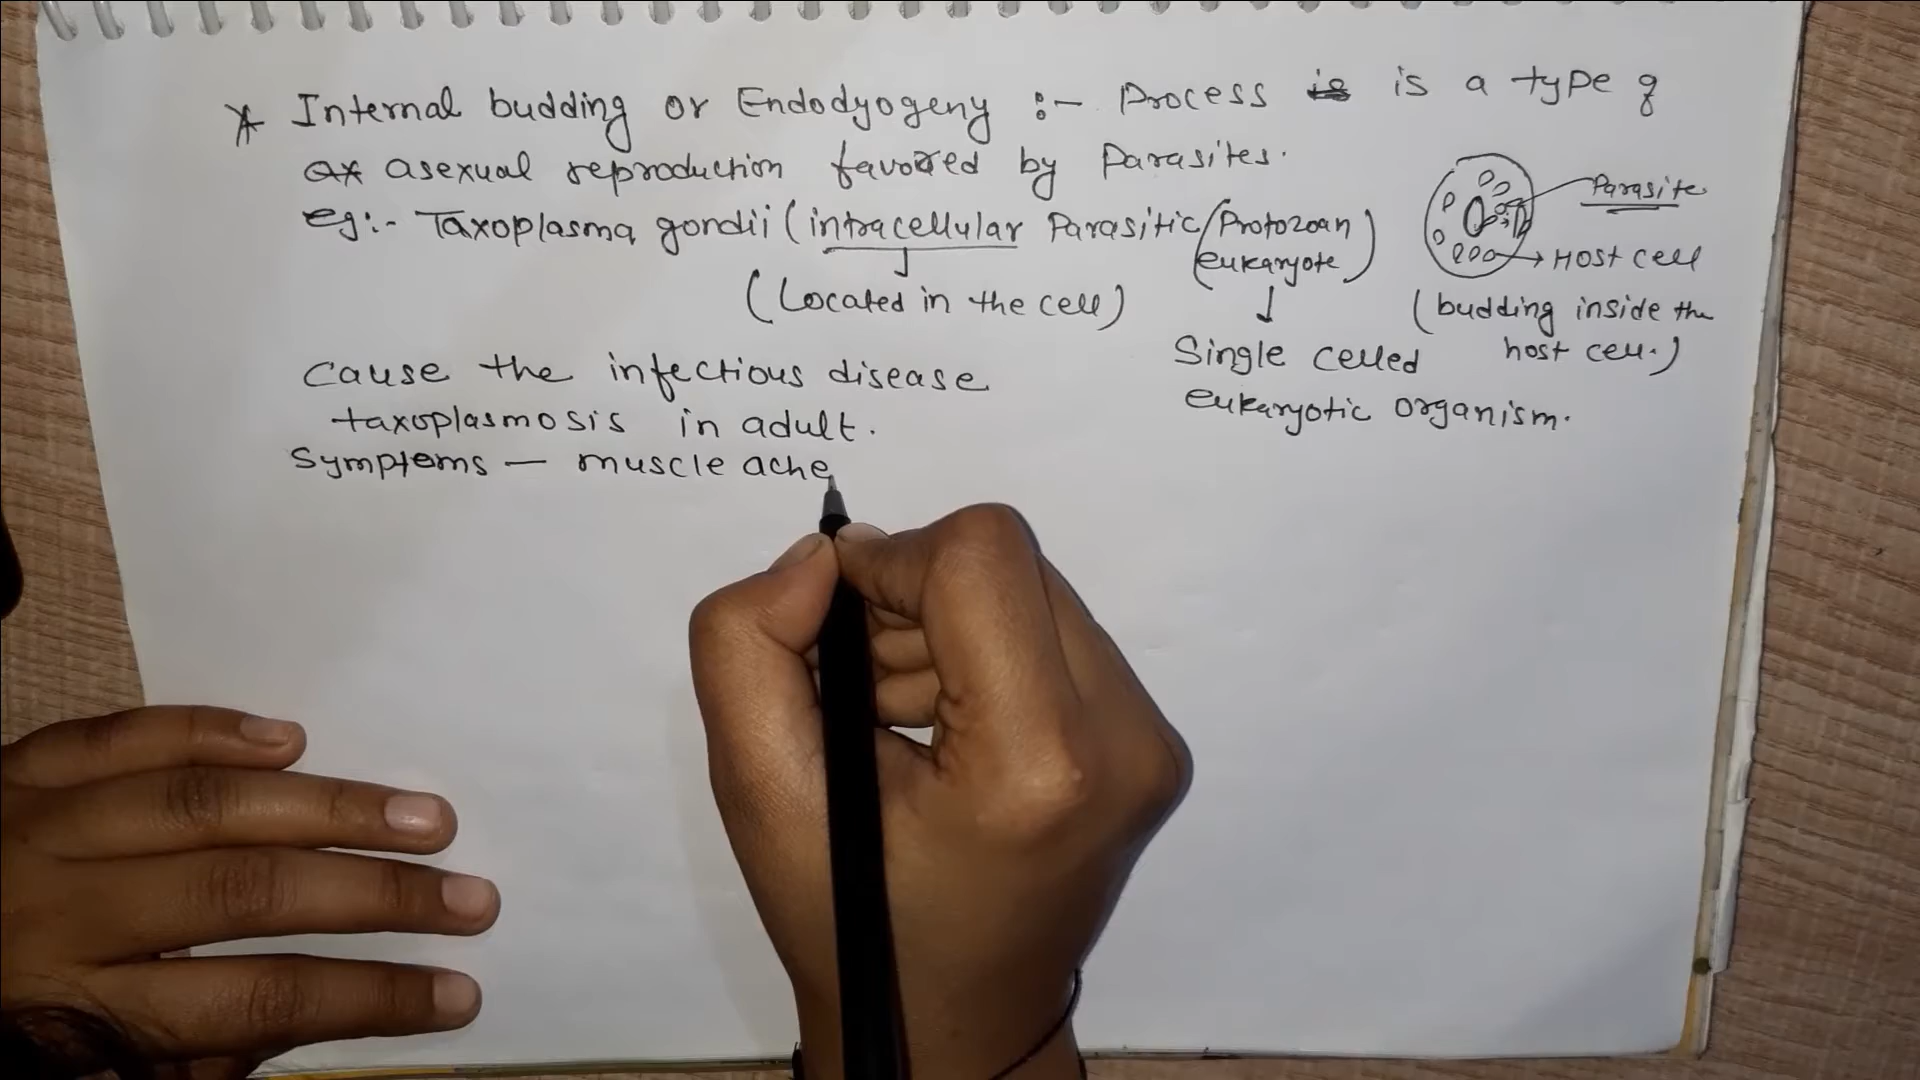 * Internal budding or Endodyogeny :- Process is is a type of
asexual reproduction favored by Parasites.
eg:- Taxoplasma gondii (intracellular Parasitic/Protozoan
eukaryote)
(Located in the cell)
Parasite
Host cell
(budding inside the
host cell.)
Single celled
eukaryotic organism.
Cause the infectious disease
taxoplasmosis in adult.
Symptoms — muscle ache